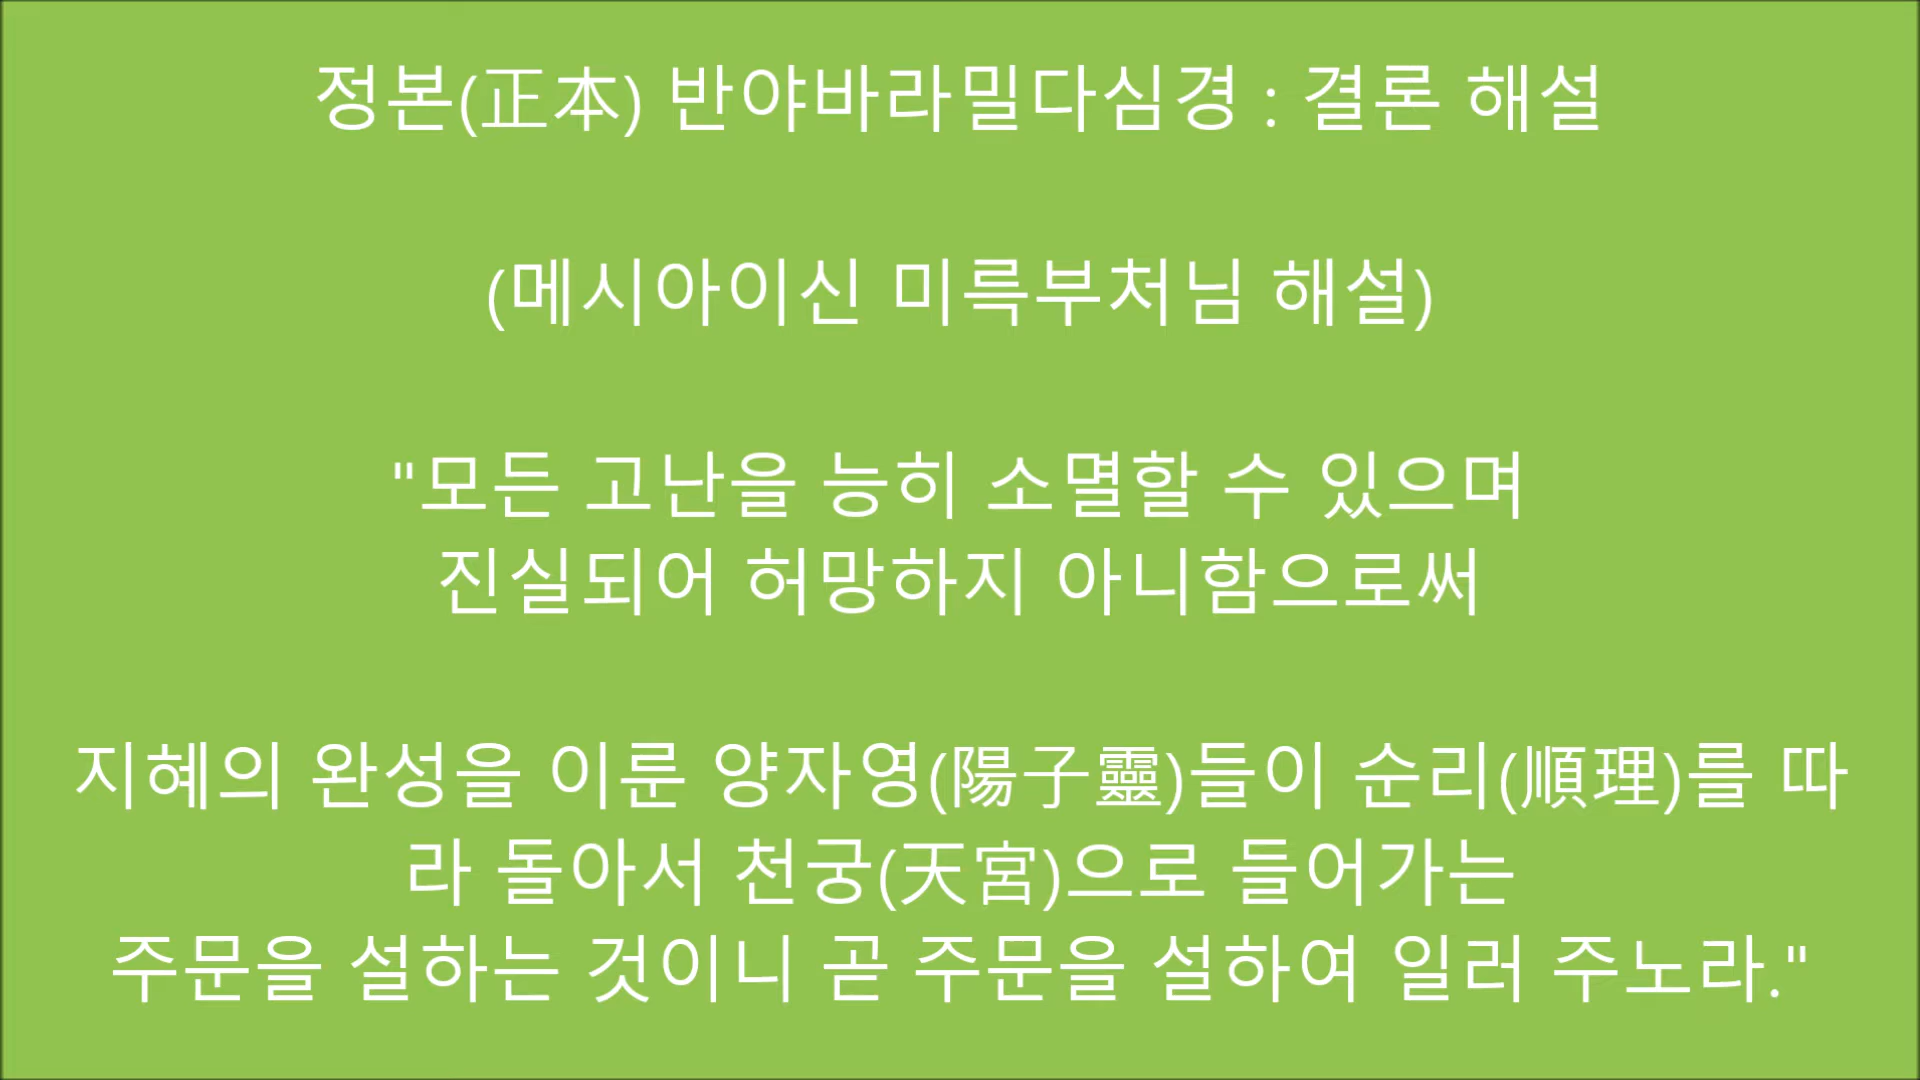 정본(正本) 반야바라밀다심경 : 결론 해설
(메시아이신 미륵부처님 해설)
"모든 고난을 능히 소멸할 수 있으며
진실되어 허망하지 아니함으로써
지혜의 완성을 이룬 양자영(陽子靈)들이 순리(順理)를 따
라 돌아서 천궁(天宮)으로 들어가는
주문을 설하는 것이니 곧 주문을 설하여 일러 주노라."